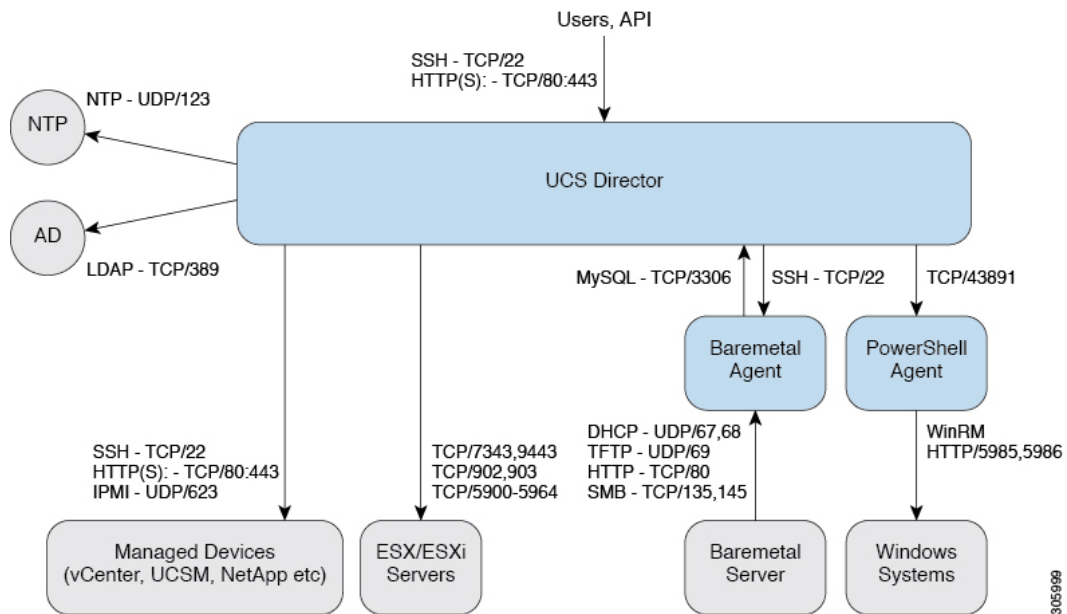 Users, API
SSH - TCP/22
HTTP(S): - TCP/80:443
NTP - UDP/123
NTP
UCS Director
AD
LDAP - TCP/389
MySQL - TCP/3306
SSH - TCP/22
TCP/43891
Baremetal
Agent
PowerShell
Agent
SSH - TCP/22
HTTP(S): - TCP/80:443
IPMI - UDP/623
TCP/7343,9443
TCP/902,903
TCP/5900-5964
DHCP - UDP/67,68
TFTP - UDP/69
HTTP - TCP/80
SMB - TCP/135,145
WinRM
HTTP/5985,5986
Managed Devices
(vCenter, UCSM, NetApp etc)
ESX/ESXi
Servers
Baremetal
Server
Windows
Systems
305999